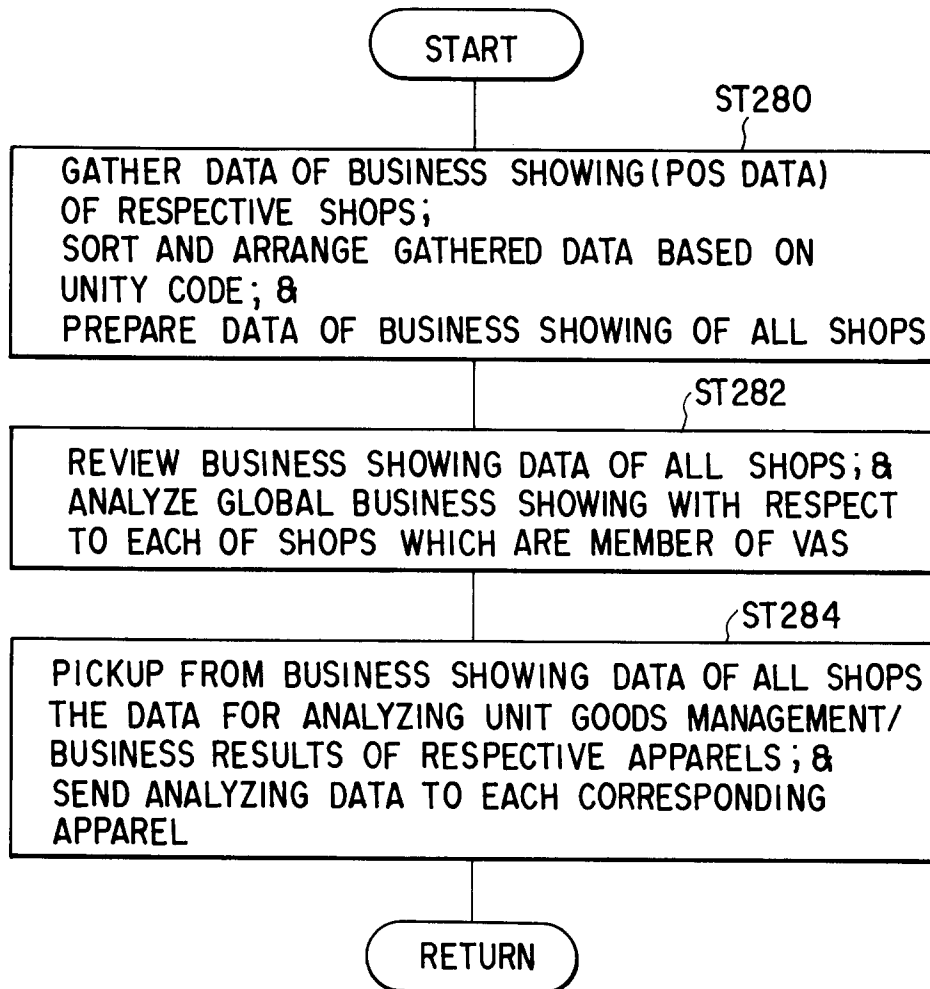 START
ST280
GATHER DATA OF BUSINESS SHOWING (POS DATA)
OF RESPECTIVE SHOPS;
SORT AND ARRANGE GATHERED DATA BASED ON
UNITY CODE; &
PREPARE DATA OF BUSINESS SHOWING OF ALL SHOPS
ST282
REVIEW BUSINESS SHOWING DATA OF ALL SHOPS; &
ANALYZE GLOBAL BUSINESS SHOWING WITH RESPECT
TO EACH OF SHOPS WHICH ARE MEMBER OF VAS
ST284
PICKUP FROM BUSINESS SHOWING DATA OF ALL SHOPS
THE DATA FOR ANALYZING UNIT GOODS MANAGEMENT/
BUSINESS RESULTS OF RESPECTIVE APPARELS; &
SEND ANALYZING DATA TO EACH CORRESPONDING
APPAREL
RETURN